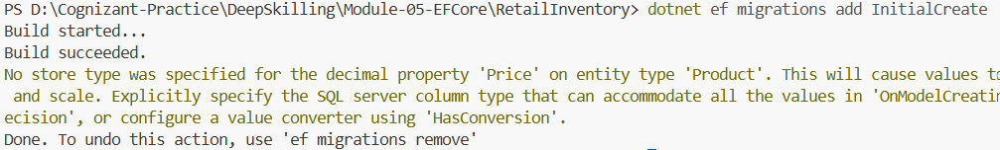 PS D:\Cognizant-Practice\DeepSkilling\Module-05-EFCore\RetailInventory> dotnet ef migrations add InitialCreate
Build started...
Build succeeded.
No store type was specified for the decimal property 'Price' on entity type 'Product'. This will cause values to
and scale. Explicitly specify the SQL server column type that can accommodate all the values in 'OnModelCreatin
ecision', or configure a value converter using 'HasConversion'.
Done. To undo this action, use 'ef migrations remove'